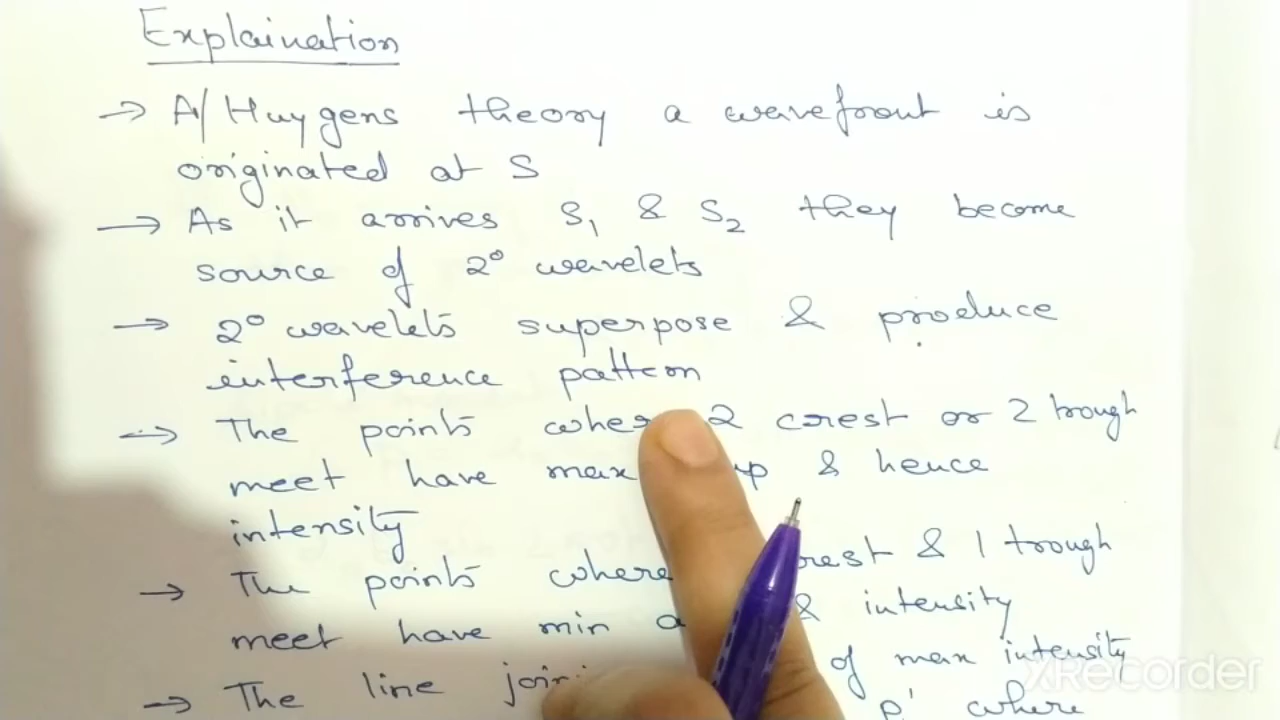 Explaination
→ A/ Huygens theory a wavefront is
originated at S
→ As it arrives S₁ & S₂ they become
source of 2° wavelets
→ 2° wavelets superpose & produce
interference pattern
→ The points 2 crest or 2 trough
meet have max & hence
intensity
→ The points where & 1 trough
meet have min & intensity
→ The line of max intensity
p' where
XRecorder